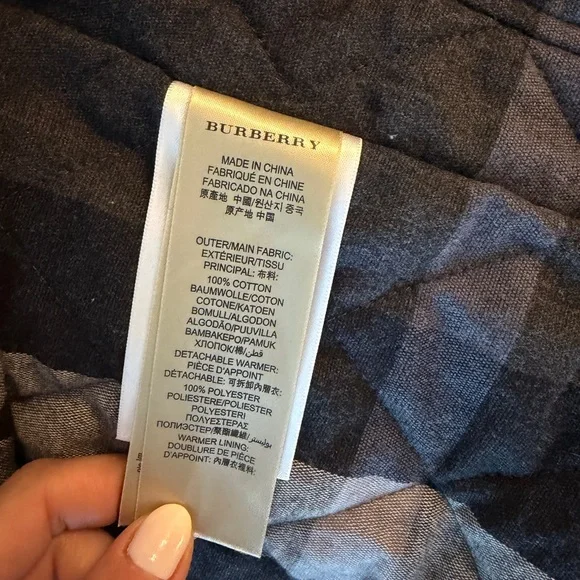 BURBERRY
MADE IN CHINA
FABRIQUÉ EN CHINE
FABRICADO NA CHINA
原產地 中國/원산지 중국
原产地 中国
OUTER/MAIN FABRIC:
EXTÉRIEUR/TISSU
PRINCIPAL: 布料:
100% COTTON
BAUMWOLLE/COTON
COTONE/KATOEN
BOMULL/ALGODON
ALGODÃO/PUUVILLA
ΒΑΜΒΑΚΕΡΟ/PAMUK
ХЛОПОК/棉/قطن
DETACHABLE WARMER:
PIÈCE D'APPOINT
DÉTACHABLE: 可拆卸內層衣:
100% POLYESTER
POLIESTERE/POLIESTER
POLYESTERI
ΠΟΛΥΕΣΤΕΡΑΣ
ПОЛИЭСТЕР/聚酯纖維/بوليستر
WARMER LINING:
DOUBLURE DE PIÈCE
D'APPOINT: 內層衣裡料: